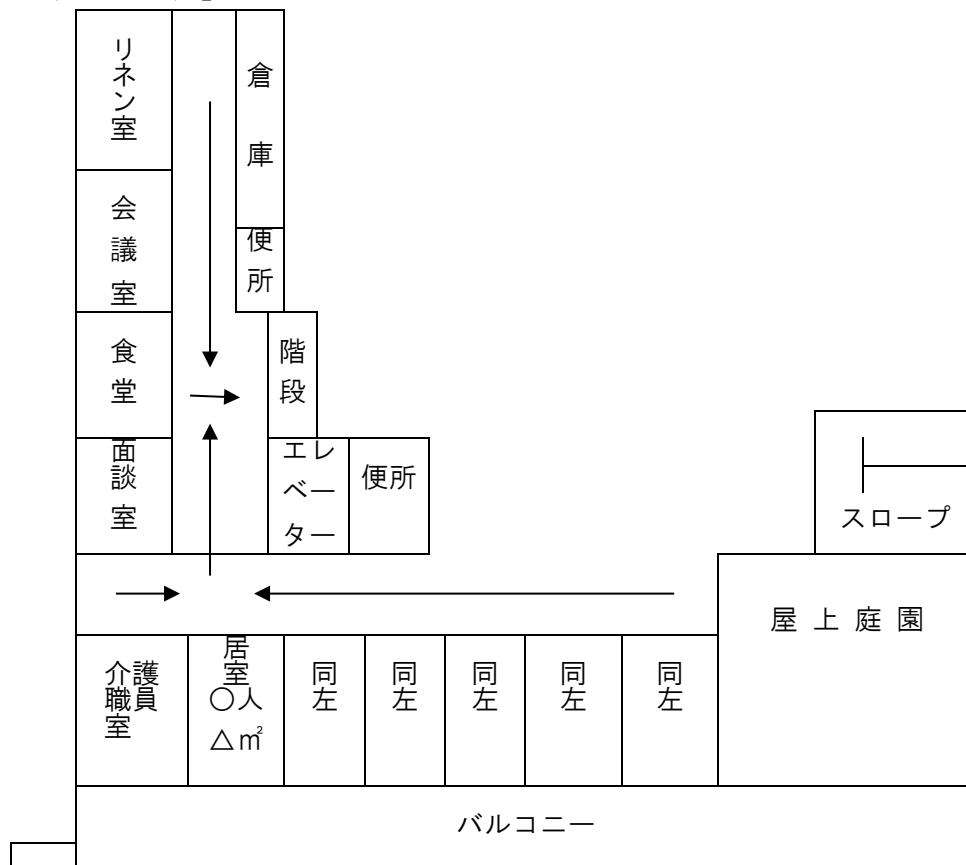 リネン室
倉庫
会議室
便所
食堂
階段
面談室
エレベーター
便所
スロープ
屋上庭園
介護職員室
居室
〇人
△㎡
同左
同左
同左
同左
同左
バルコニー